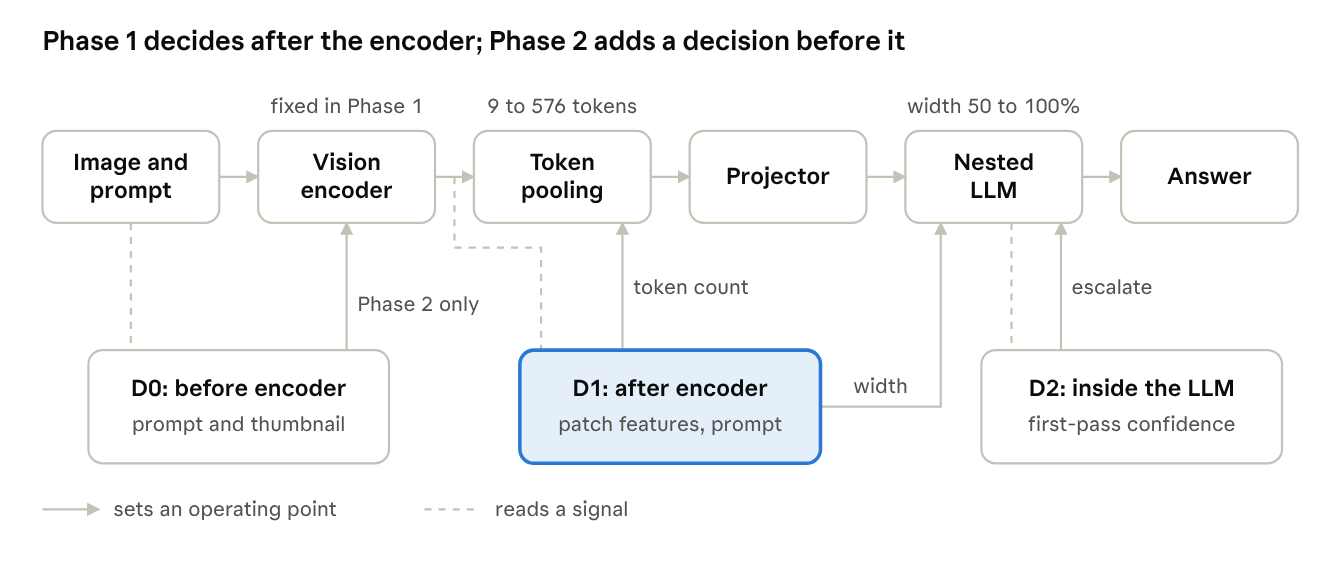 Phase 1 decides after the encoder; Phase 2 adds a decision before it
fixed in Phase 1
9 to 576 tokens
width 50 to 100%
Image and
prompt
Vision
encoder
Token
pooling
Projector
Nested
LLM
Answer
Phase 2 only
token count
escalate
width
D0: before encoder
prompt and thumbnail
D1: after encoder
patch features, prompt
D2: inside the LLM
first-pass confidence
sets an operating point
reads a signal